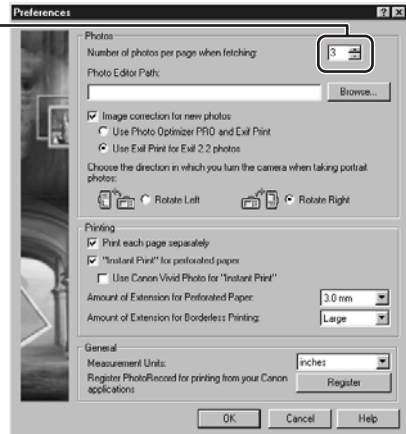 Preferences
Photos
Number of photos per page when fetching:
3
Photo Editor Path:
Browse...
Image correction for new photos
Use Photo Optimizer PRO and Exif Print
Use Exif Print for Exif 2.2 photos
Choose the direction in which you turn the camera when taking portrait
photos:
Rotate Left
Rotate Right
Printing
Print each page separately
"Instant Print" for perforated paper
Use Canon Vivid Photo for "Instant Print"
Amount of Extension for Perforated Paper:
3.0 mm
Amount of Extension for Borderless Printing:
Large
General
Measurement Units:
inches
Register PhotoRecord for printing from your Canon
applications
Register
OK
Cancel
Help